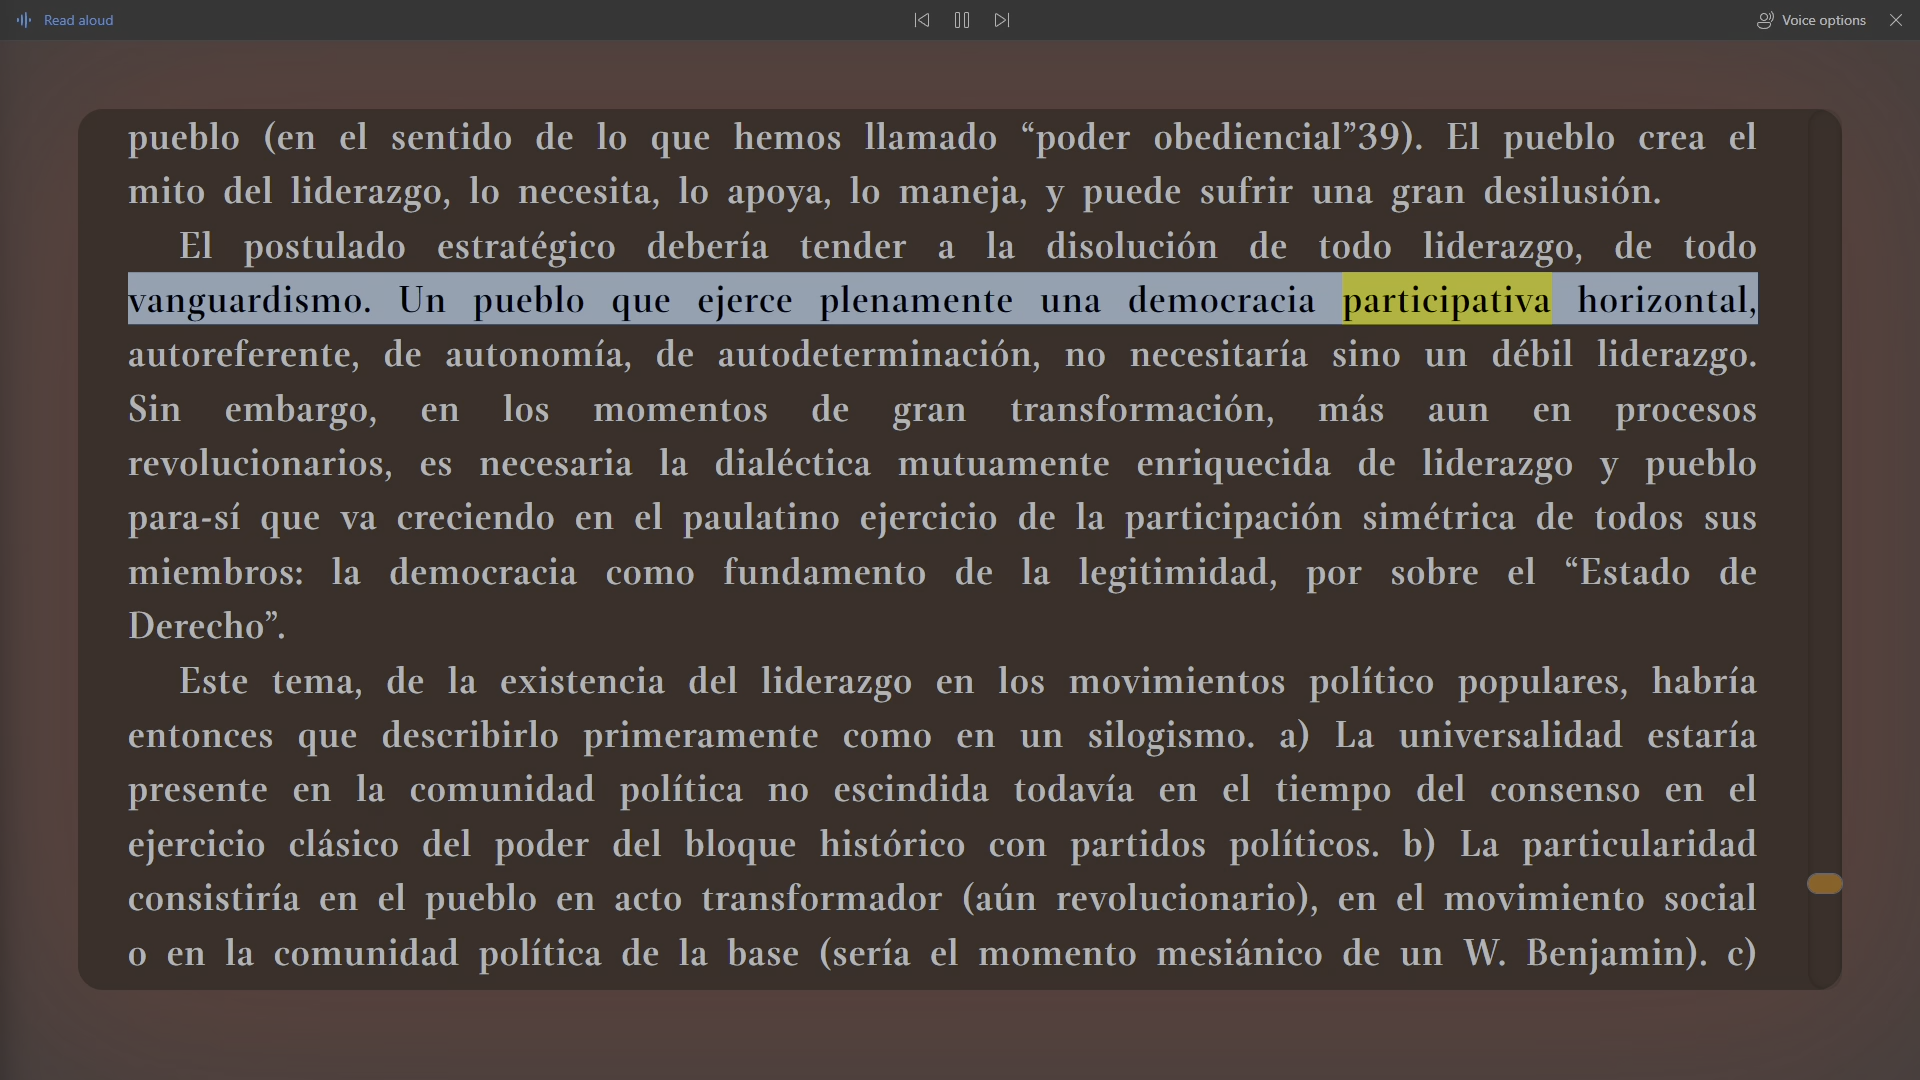 Read aloud
Voice options
pueblo (en el sentido de lo que hemos llamado “poder obediencial”39). El pueblo crea el
mito del liderazgo, lo necesita, lo apoya, lo maneja, y puede sufrir una gran desilusión.
El postulado estratégico debería tender a la disolución de todo liderazgo, de todo
vanguardismo. Un pueblo que ejerce plenamente una democracia participativa horizontal,
autoreferente, de autonomía, de autodeterminación, no necesitaría sino un débil liderazgo.
Sin embargo, en los momentos de gran transformación, más aun en procesos
revolucionarios, es necesaria la dialéctica mutuamente enriquecida de liderazgo y pueblo
para-sí que va creciendo en el paulatino ejercicio de la participación simétrica de todos sus
miembros: la democracia como fundamento de la legitimidad, por sobre el “Estado de
Derecho”.
Este tema, de la existencia del liderazgo en los movimientos político populares, habría
entonces que describirlo primeramente como en un silogismo. a) La universalidad estaría
presente en la comunidad política no escindida todavía en el tiempo del consenso en el
ejercicio clásico del poder del bloque histórico con partidos políticos. b) La particularidad
consistiría en el pueblo en acto transformador (aún revolucionario), en el movimiento social
o en la comunidad política de la base (sería el momento mesiánico de un W. Benjamin). c)